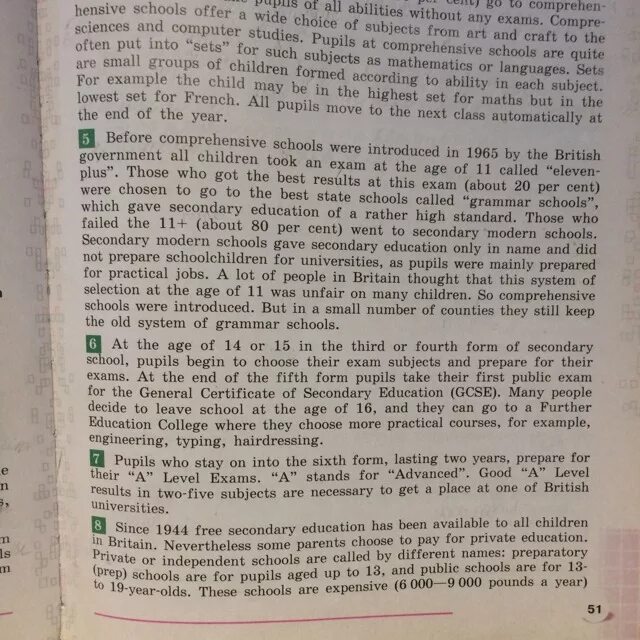 pupils of all abilities without any exams. Compre-
hensive schools offer a wide choice of subjects from art and craft to the
sciences and computer studies. Pupils at comprehensive schools are quite
often put into "sets" for such subjects as mathematics or languages. Sets
are small groups of children formed according to ability in each subject.
For example the child may be in the highest set for maths but in the
lowest set for French. All pupils move to the next class automatically at
the end of the year.
5 Before comprehensive schools were introduced in 1965 by the British
government all children took an exam at the age of 11 called "eleven-
plus". Those who got the best results at this exam (about 20 per cent)
were chosen to go to the best state schools called "grammar schools",
which gave secondary education of a rather high standard. Those who
failed the 11+ (about 80 per cent) went to secondary modern schools.
Secondary modern schools gave secondary education only in name and did
not prepare schoolchildren for universities, as pupils were mainly prepared
for practical jobs. A lot of people in Britain thought that this system of
selection at the age of 11 was unfair on many children. So comprehensive
schools were introduced. But in a small number of counties they still keep
the old system of grammar schools.
6 At the age of 14 or 15 in the third or fourth form of secondary
school, pupils begin to choose their exam subjects and prepare for their
exams. At the end of the fifth form pupils take their first public exam
for the General Certificate of Secondary Education (GCSE). Many people
decide to leave school at the age of 16, and they can go to a Further
Education College where they choose more practical courses, for example,
engineering, typing, hairdressing.
7 Pupils who stay on into the sixth form, lasting two years, prepare for
their "A" Level Exams. "A" stands for "Advanced". Good "A" Level
results in two-five subjects are necessary to get a place at one of British
universities.
8 Since 1944 free secondary education has been available to all children
in Britain. Nevertheless some parents choose to pay for private education.
Private or independent schools are called by different names: preparatory
(prep) schools are for pupils aged up to 13, and public schools are for 13-
to 19-year-olds. These schools are expensive (6 000—9 000 pounds a year)
51